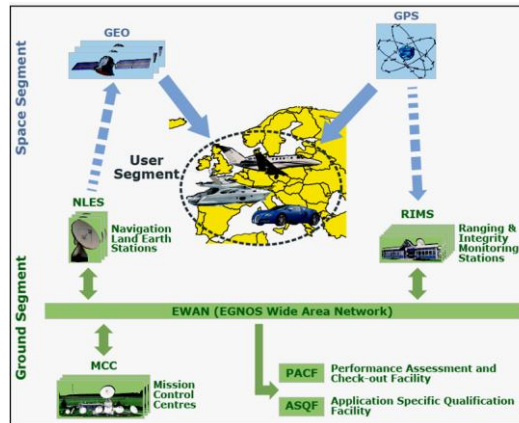 Space Segment
GEO
GPS
User
Segment
NLES
Navigation
Land Earth
Stations
RIMS
Ranging &
Integrity
Monitoring
Stations
Ground Segment
EWAN (EGNOS Wide Area Network)
MCC
Mission
Control
Centres
PACF
Performance Assessment and
Check-out Facility
ASQF
Application Specific Qualification
Facility